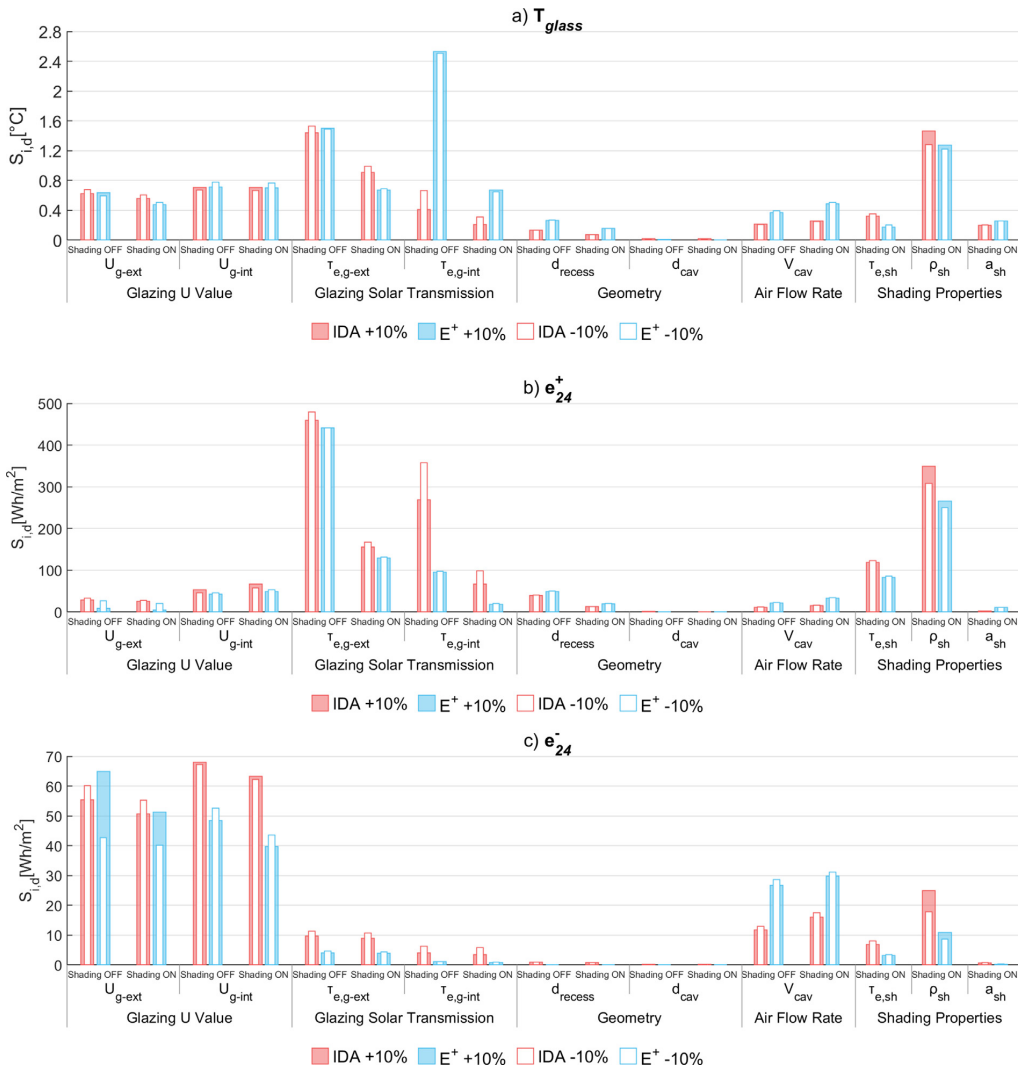 a) T_glass
S_i,d[°C]
2.8
2.4
2
1.6
1.2
0.8
0.4
0
Shading OFF Shading ON Shading OFF Shading ON Shading OFF Shading ON Shading OFF Shading ON Shading OFF Shading ON Shading OFF Shading ON Shading OFF Shading ON Shading ON Shading ON Shading ON
U_g-ext U_g-int τ_e,g-ext τ_e,g-int d_recess d_cav V_cav τ_e,sh ρ_sh a_sh
Glazing U Value Glazing Solar Transmission Geometry Air Flow Rate Shading Properties
IDA +10% E⁺ +10% IDA -10% E⁺ -10%
b) e⁺_24
S_i,d[Wh/m²]
500
400
300
200
100
0
Shading OFF Shading ON Shading OFF Shading ON Shading OFF Shading ON Shading OFF Shading ON Shading OFF Shading ON Shading OFF Shading ON Shading OFF Shading ON Shading ON Shading ON Shading ON
U_g-ext U_g-int τ_e,g-ext τ_e,g-int d_recess d_cav V_cav τ_e,sh ρ_sh a_sh
Glazing U Value Glazing Solar Transmission Geometry Air Flow Rate Shading Properties
IDA +10% E⁺ +10% IDA -10% E⁺ -10%
c) e⁻_24
S_i,d[Wh/m²]
70
60
50
40
30
20
10
0
Shading OFF Shading ON Shading OFF Shading ON Shading OFF Shading ON Shading OFF Shading ON Shading OFF Shading ON Shading OFF Shading ON Shading OFF Shading ON Shading ON Shading ON Shading ON
U_g-ext U_g-int τ_e,g-ext τ_e,g-int d_recess d_cav V_cav τ_e,sh ρ_sh a_sh
Glazing U Value Glazing Solar Transmission Geometry Air Flow Rate Shading Properties
IDA +10% E⁺ +10% IDA -10% E⁺ -10%